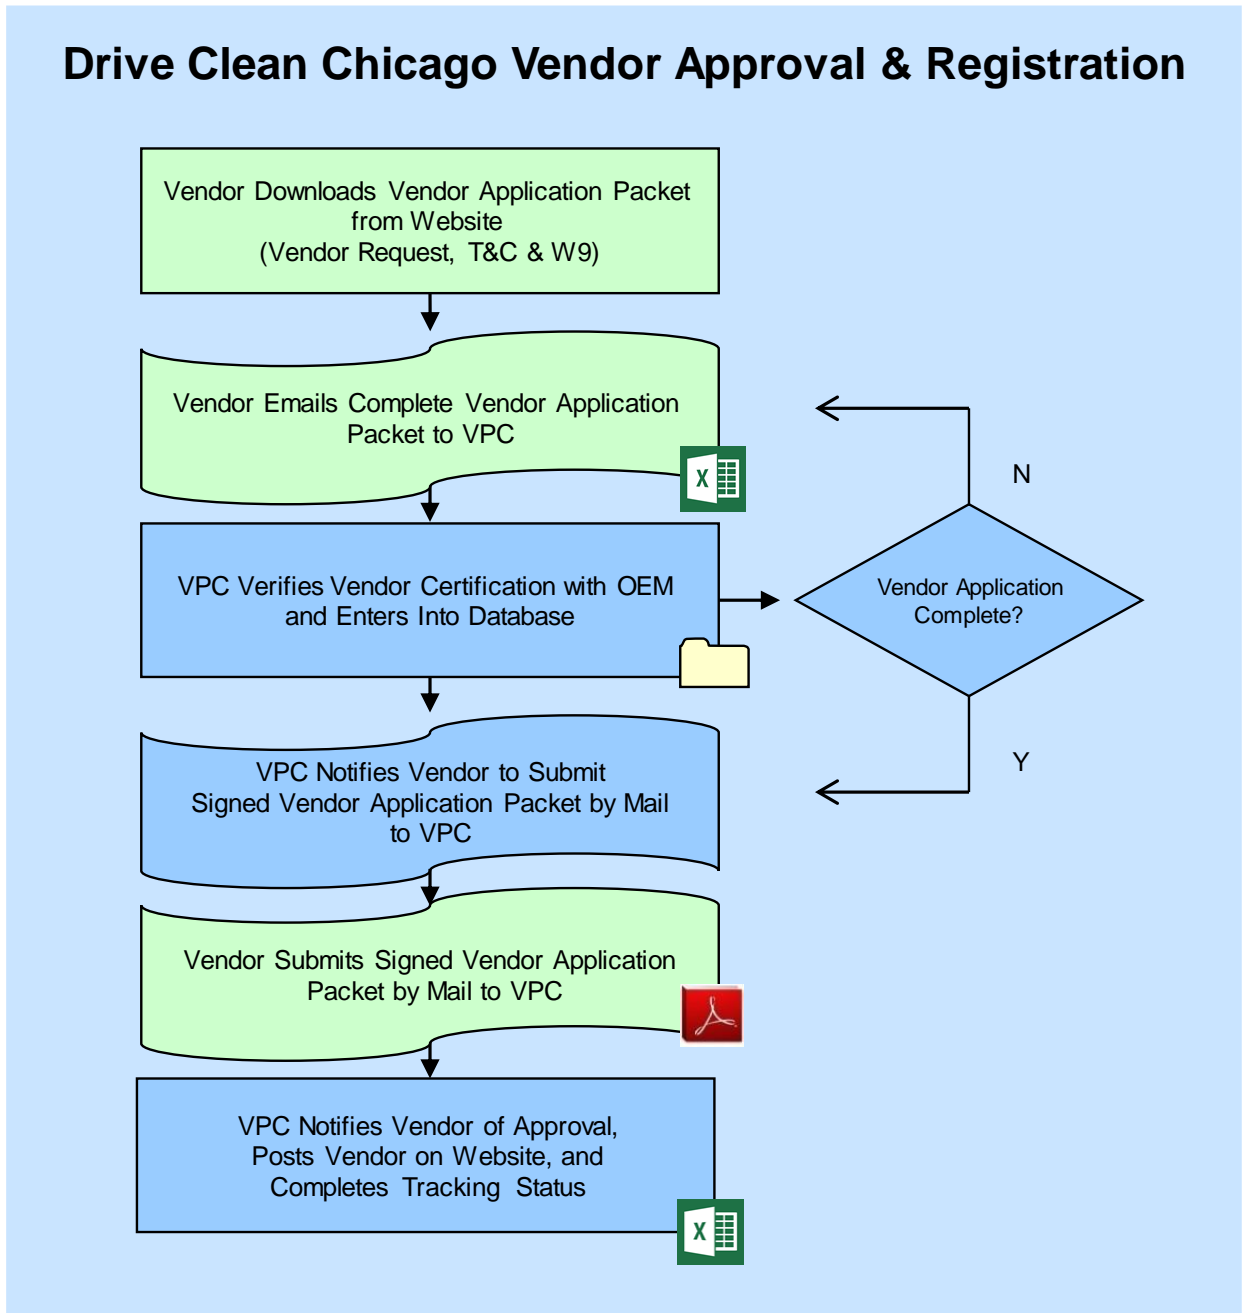 Drive Clean Chicago Vendor Approval & Registration
Vendor Downloads Vendor Application Packet
from Website
(Vendor Request, T&C & W9)
Vendor Emails Complete Vendor Application
Packet to VPC
X
N
VPC Verifies Vendor Certification with OEM
and Enters Into Database
Vendor Application
Complete?
Y
VPC Notifies Vendor to Submit
Signed Vendor Application Packet by Mail
to VPC
Vendor Submits Signed Vendor Application
Packet by Mail to VPC
VPC Notifies Vendor of Approval,
Posts Vendor on Website, and
Completes Tracking Status
X